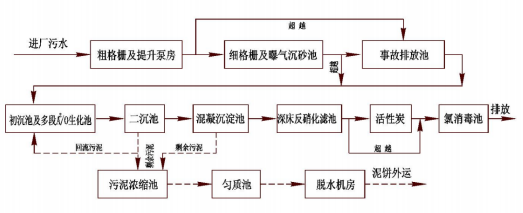 超 越
进厂污水
粗格栅及提升泵房
细格栅及曝气沉砂池
事故排放池
超越
初沉池及多段A/O生化池
二沉池
混凝沉淀池
深床反硝化滤池
活性炭
氯消毒池
排放
超 越
回流污泥
剩余污泥
剩余污泥
污泥浓缩池
匀质池
脱水机房
泥饼外运